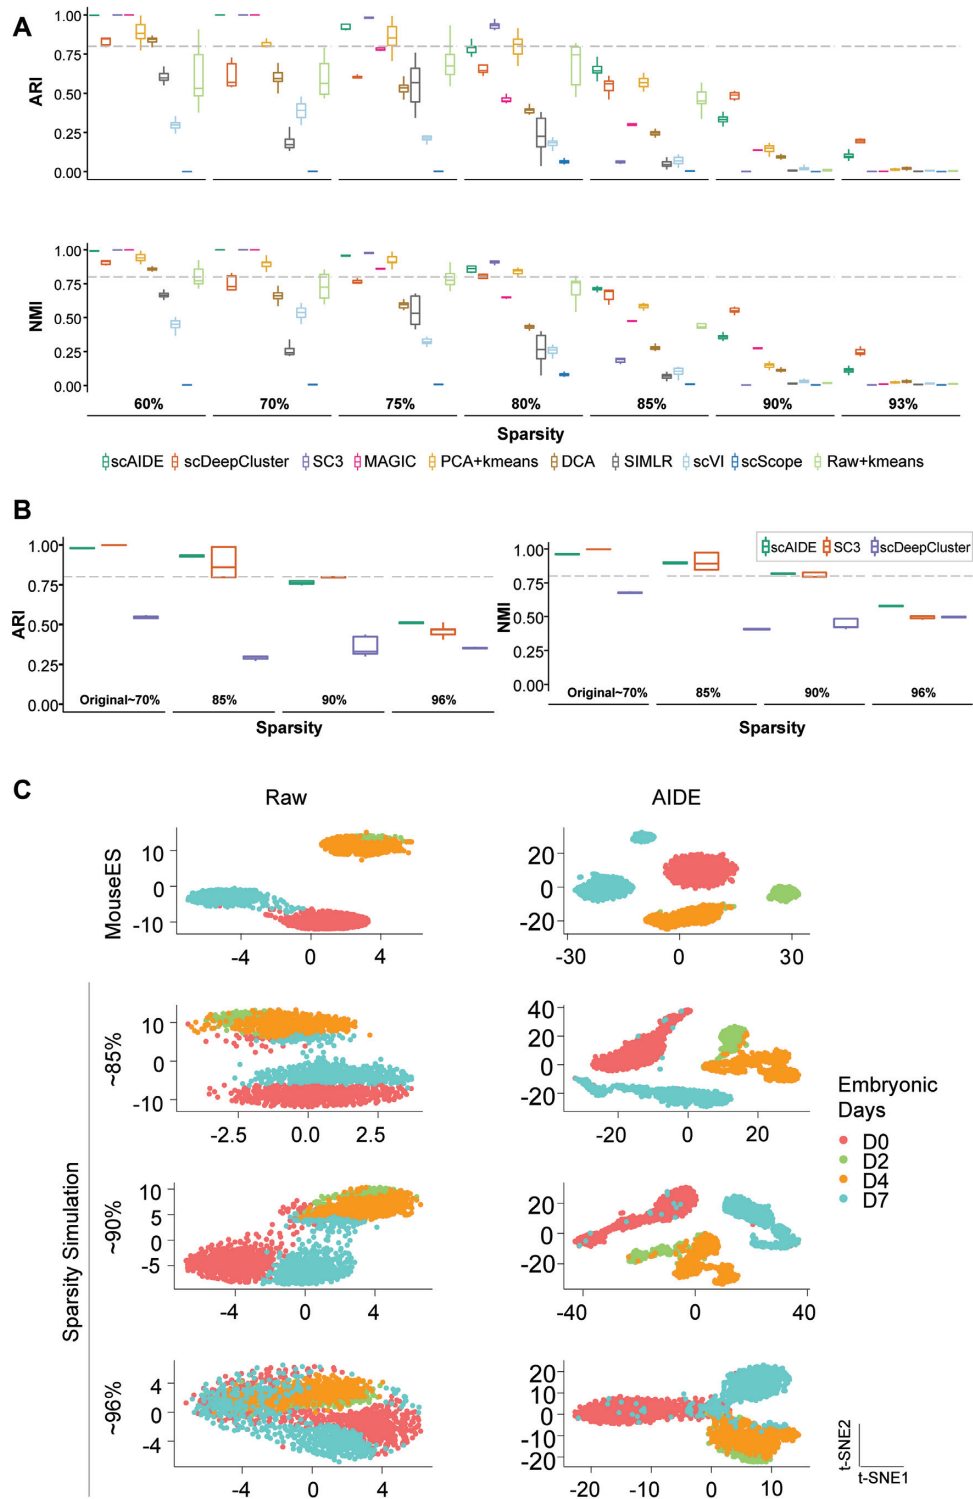 A
ARI
1.00
0.75
0.50
0.25
0.00
NMI
1.00
0.75
0.50
0.25
0.00
60% 70% 75% 80% 85% 90% 93%
Sparsity
scAIDE scDeepCluster SC3 MAGIC PCA+kmeans DCA SIMLR scVI scScope Raw+kmeans
B
ARI
1.00
0.75
0.50
0.25
0.00
Original~70% 85% 90% 96%
Sparsity
NMI
1.00
0.75
0.50
0.25
0.00
scAIDE SC3 scDeepCluster
Original~70% 85% 90% 96%
Sparsity
C
Raw AIDE
MouseES
10
0
-10
-4 0 4
20
0
-20
-30 0 30
Sparsity Simulation
~85%
10
0
-10
-2.5 0.0 2.5
40
20
0
-20
-20 0 20
~90%
10
5
0
-5
-4 0 4
20
0
-20
-40 0 40
~96%
4
0
-4
-4 0 4
20
10
0
-10
-20
-20 -10 0 10
Embryonic
Days
D0
D2
D4
D7
t-SNE2
t-SNE1